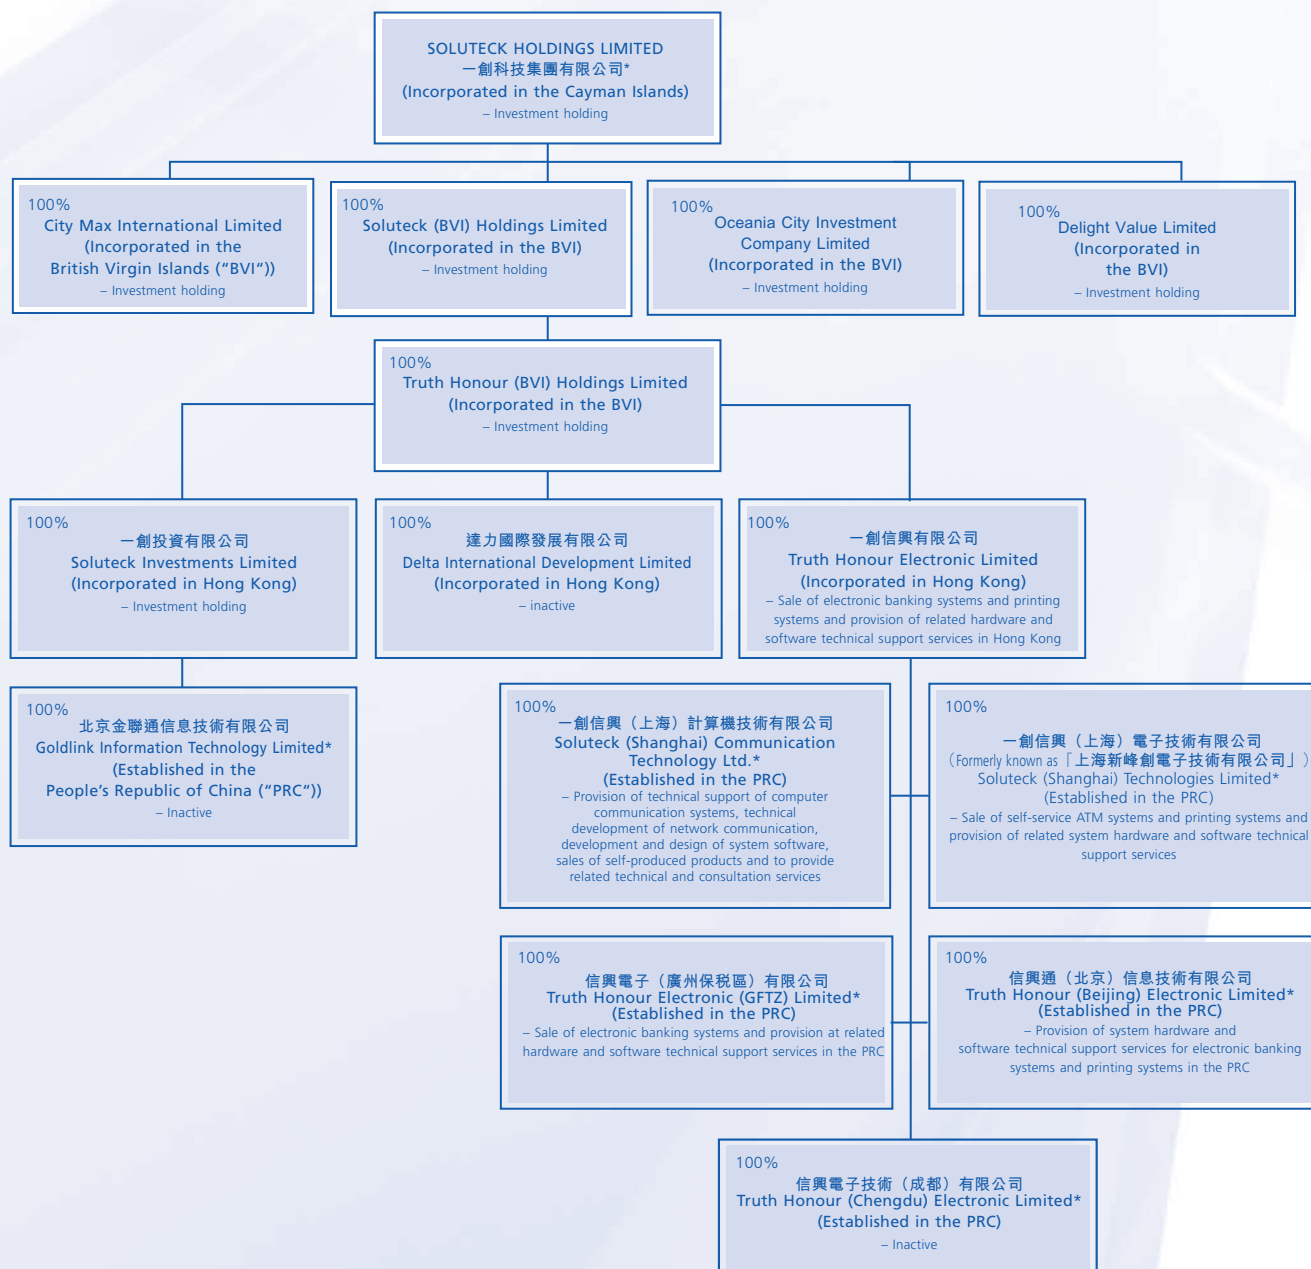 SOLUTECK HOLDINGS LIMITED
一創科技集團有限公司*
(Incorporated in the Cayman Islands)
– Investment holding
100%
City Max International Limited
(Incorporated in the
British Virgin Islands (“BVI“))
– Investment holding
100%
Soluteck (BVI) Holdings Limited
(Incorporated in the BVI)
– Investment holding
100%
Oceania City Investment
Company Limited
(Incorporated in the BVI)
– Investment holding
100%
Delight Value Limited
(Incorporated in
the BVI)
– Investment holding
100%
Truth Honour (BVI) Holdings Limited
(Incorporated in the BVI)
– Investment holding
100%
一創投資有限公司
Soluteck Investments Limited
(Incorporated in Hong Kong)
– Investment holding
100%
達力國際發展有限公司
Delta International Development Limited
(Incorporated in Hong Kong)
– inactive
100%
一創信興有限公司
Truth Honour Electronic Limited
(Incorporated in Hong Kong)
– Sale of electronic banking systems and printing
systems and provision of related hardware and
software technical support services in Hong Kong
100%
北京金聯通信息技術有限公司
Goldlink Information Technology Limited*
(Established in the
People’s Republic of China (“PRC“))
– Inactive
100%
一創信興（上海）計算機技術有限公司
Soluteck (Shanghai) Communication
Technology Ltd.*
(Established in the PRC)
– Provision of technical support of computer
communication systems, technical
development of network communication,
development and design of system software,
sales of self-produced products and to provide
related technical and consultation services
100%
一創信興（上海）電子技術有限公司
（Formerly known as「上海新峰創電子技術有限公司」）
Soluteck (Shanghai) Technologies Limited*
(Established in the PRC)
– Sale of self-service ATM systems and printing systems and
provision of related system hardware and software technical
support services
100%
信興電子（廣州保税區）有限公司
Truth Honour Electronic (GFTZ) Limited*
(Established in the PRC)
– Sale of electronic banking systems and provision at related
hardware and software technical support services in the PRC
100%
信興通（北京）信息技術有限公司
Truth Honour (Beijing) Electronic Limited*
(Established in the PRC)
– Provision of system hardware and
software technical support services for electronic banking
systems and printing systems in the PRC
100%
信興電子技術（成都）有限公司
Truth Honour (Chengdu) Electronic Limited*
(Established in the PRC)
– Inactive